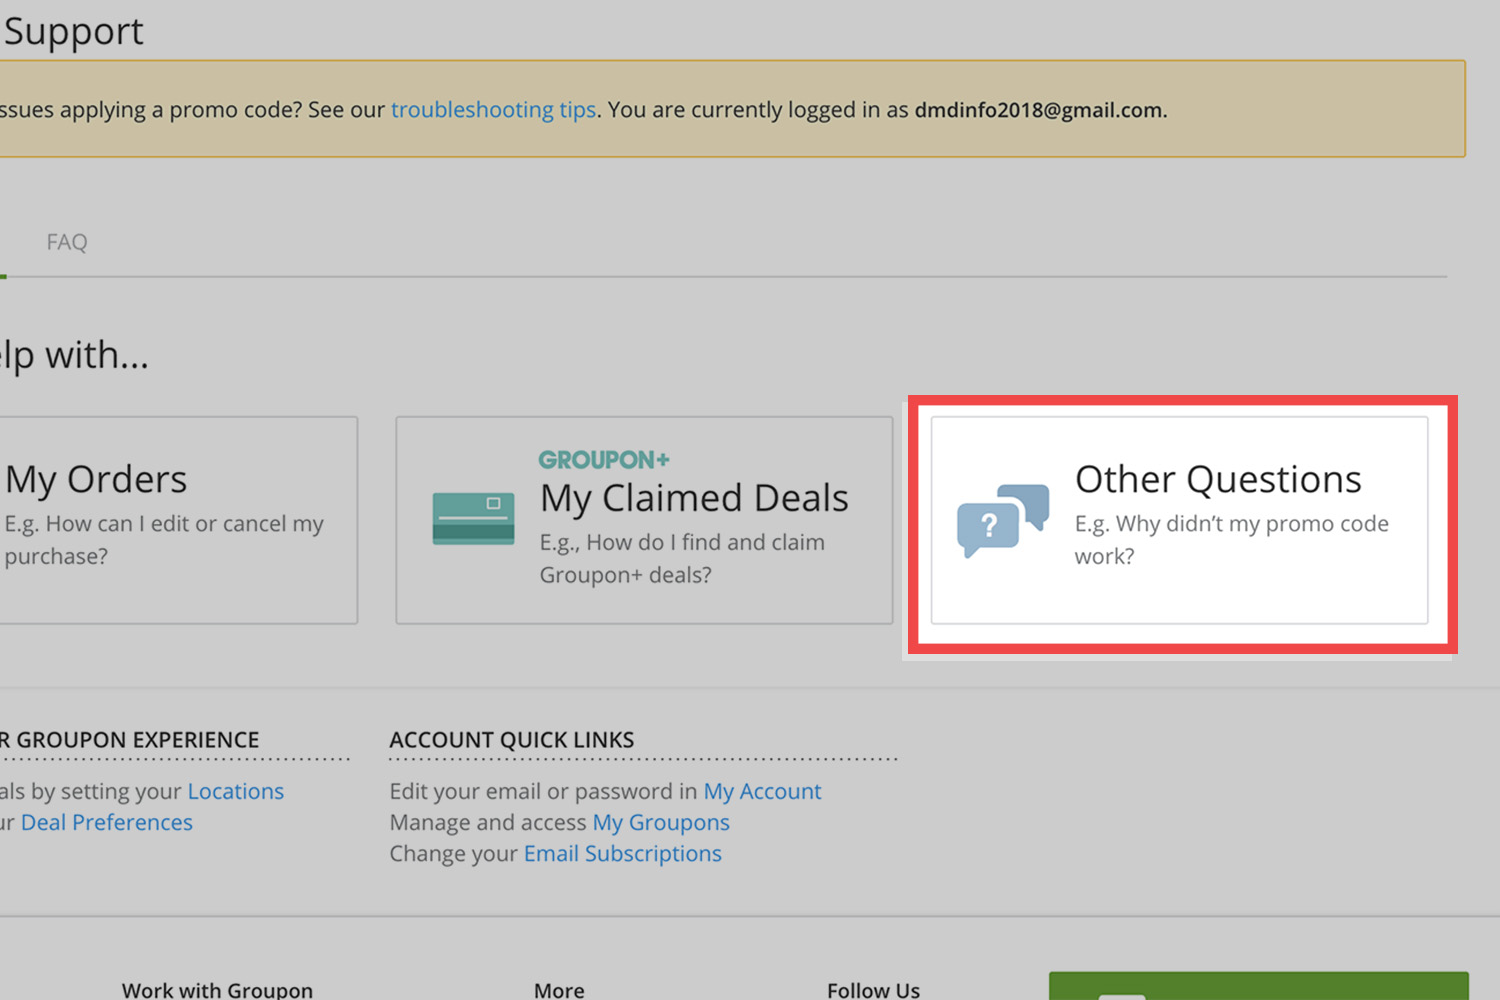 Support
ssues applying a promo code? See our troubleshooting tips. You are currently logged in as dmdinfo2018@gmail.com.
FAQ
elp with...
My Orders
E.g. How can I edit or cancel my
purchase?
GROUPON+
My Claimed Deals
E.g., How do I find and claim
Groupon+ deals?
?
Other Questions
E.g. Why didn't my promo code
work?
R GROUPON EXPERIENCE
als by setting your Locations
ur Deal Preferences
ACCOUNT QUICK LINKS
Edit your email or password in My Account
Manage and access My Groupons
Change your Email Subscriptions
Work with Groupon
More
Follow Us